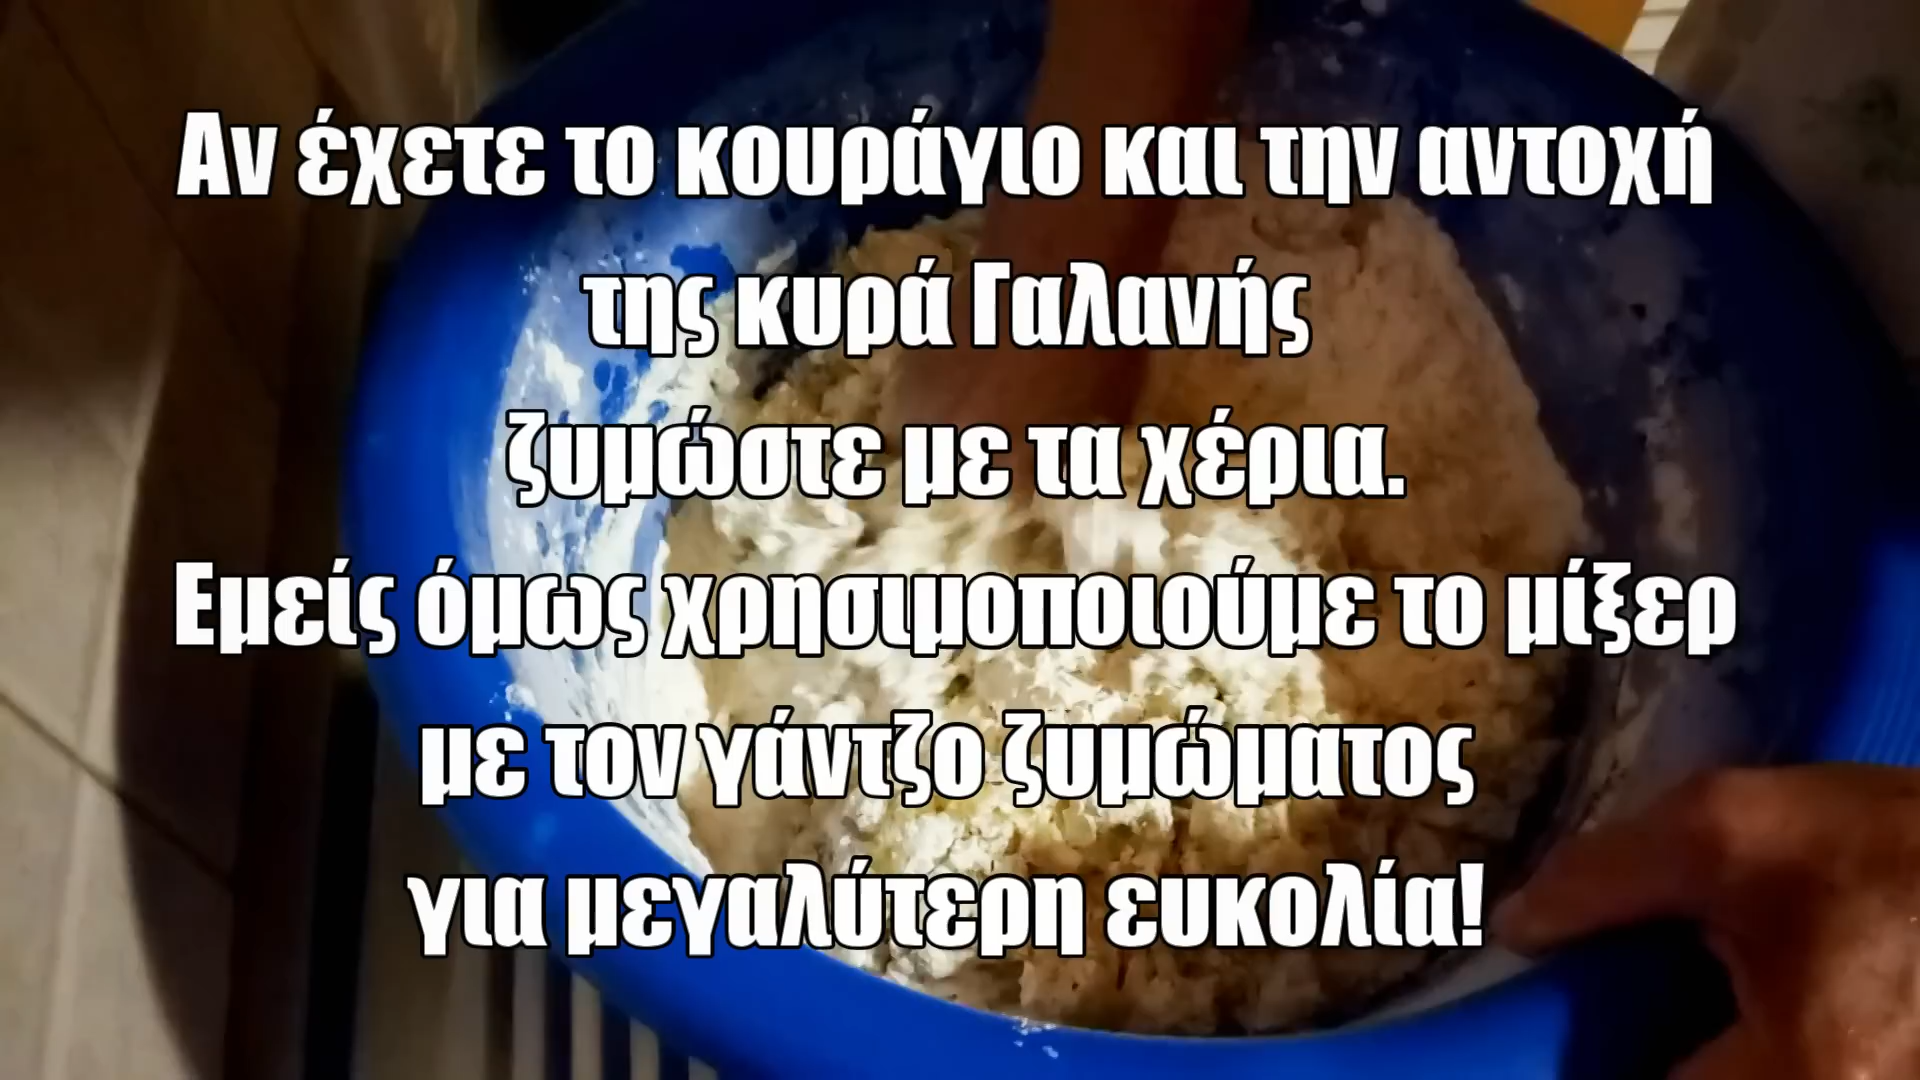 Αν έχετε το κουράγιο και την αντοχή
της κυρά Γαλανής
ζυμώστε με τα χέρια.
Εμείς όμως χρησιμοποιούμε το μίξερ
με τον γάντζο ζυμώματος
για μεγαλύτερη ευκολία!